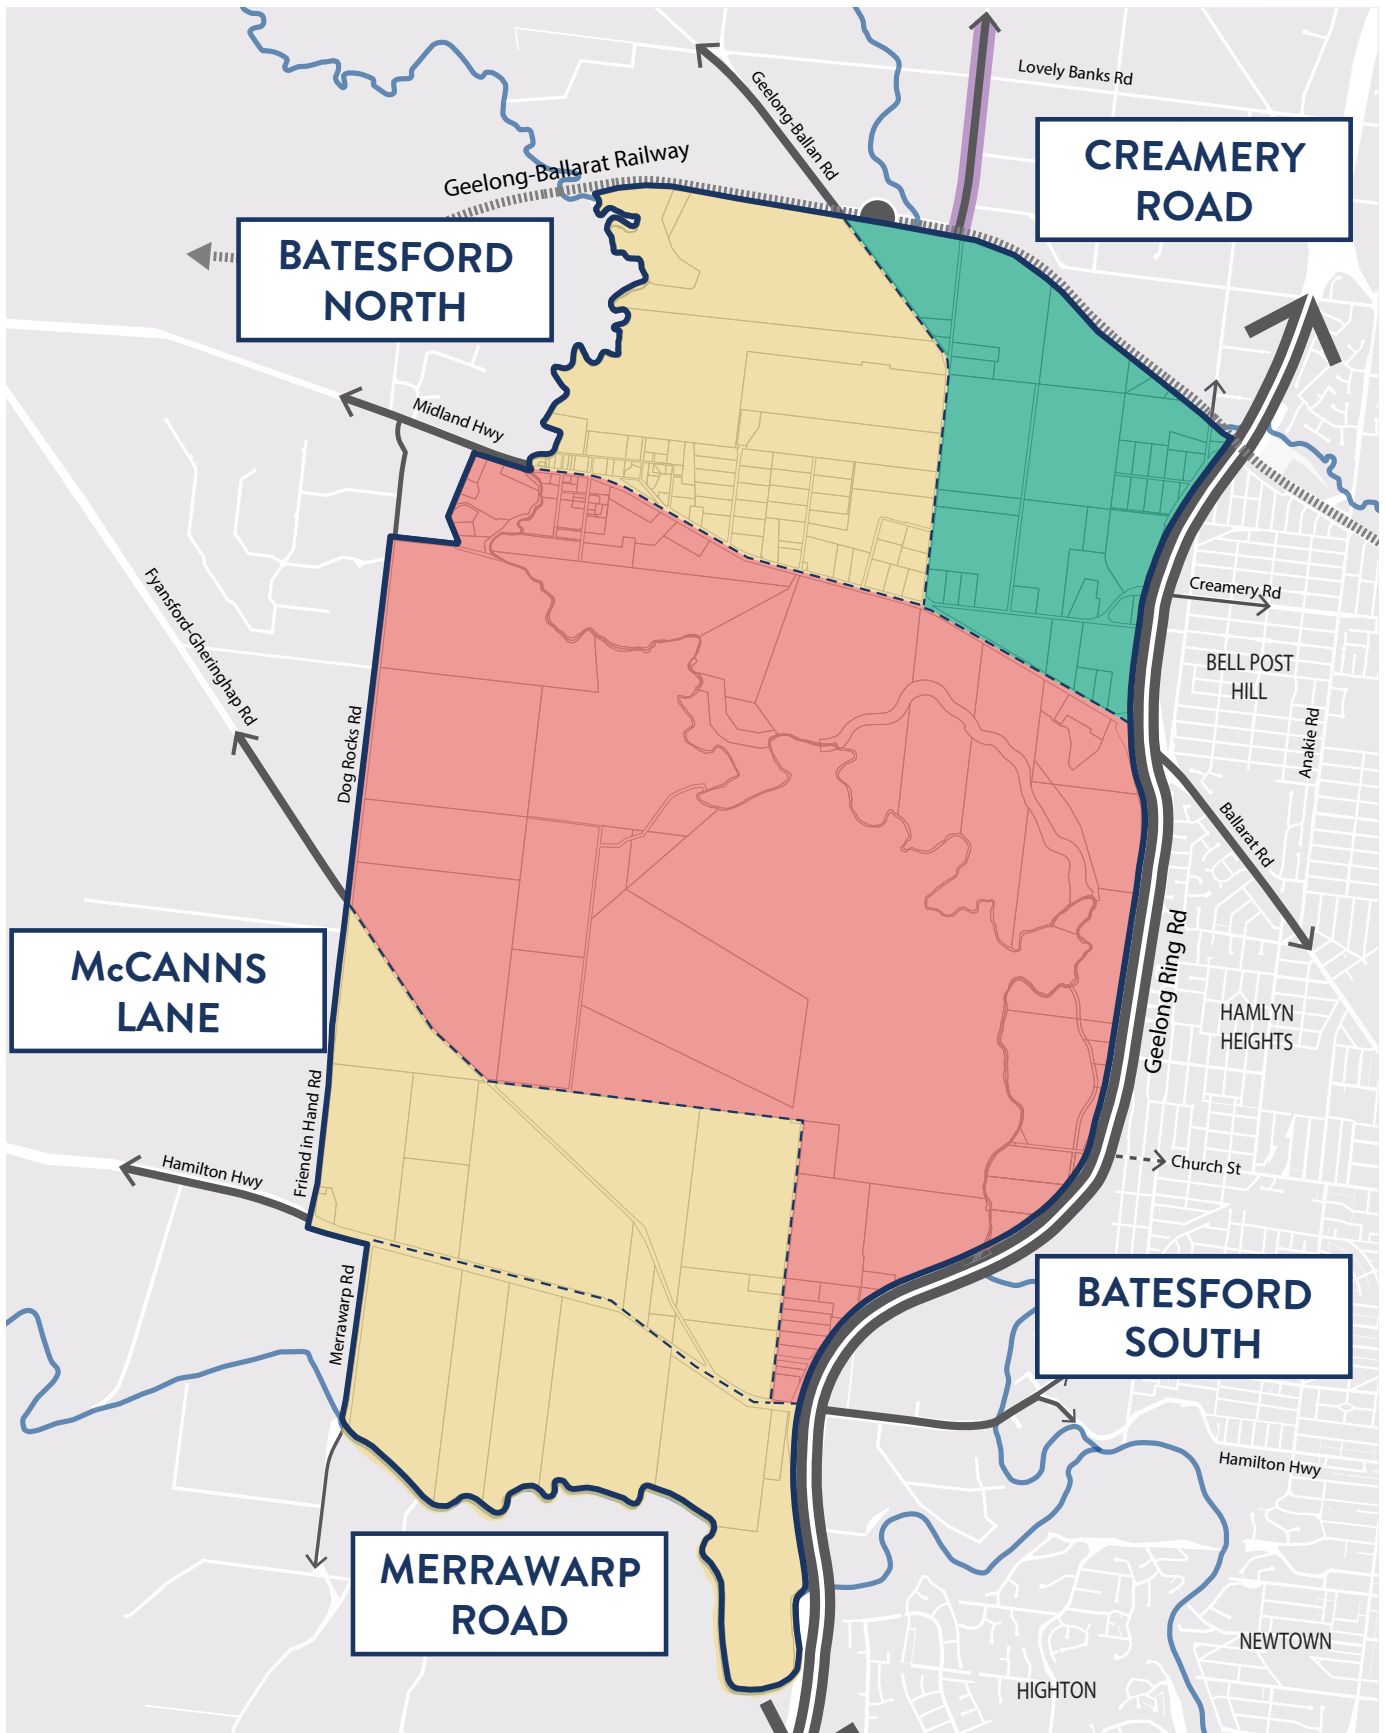 Lovely Banks Rd
Geelong-Ballan Rd
CREAMERY
ROAD
Geelong-Ballarat Railway
BATESFORD
NORTH
Midland Hwy
Creamery Rd
Fyansford-Gheringhap Rd
BELL POST
HILL
Dog Rocks Rd
Anakie Rd
Ballarat Rd
McCANNS
LANE
Geelong Ring Rd
HAMLYN
HEIGHTS
Friend in Hand Rd
Hamilton Hwy
Church St
Merrawarp Rd
BATESFORD
SOUTH
Hamilton Hwy
MERRAWARP
ROAD
NEWTOWN
HIGHTON